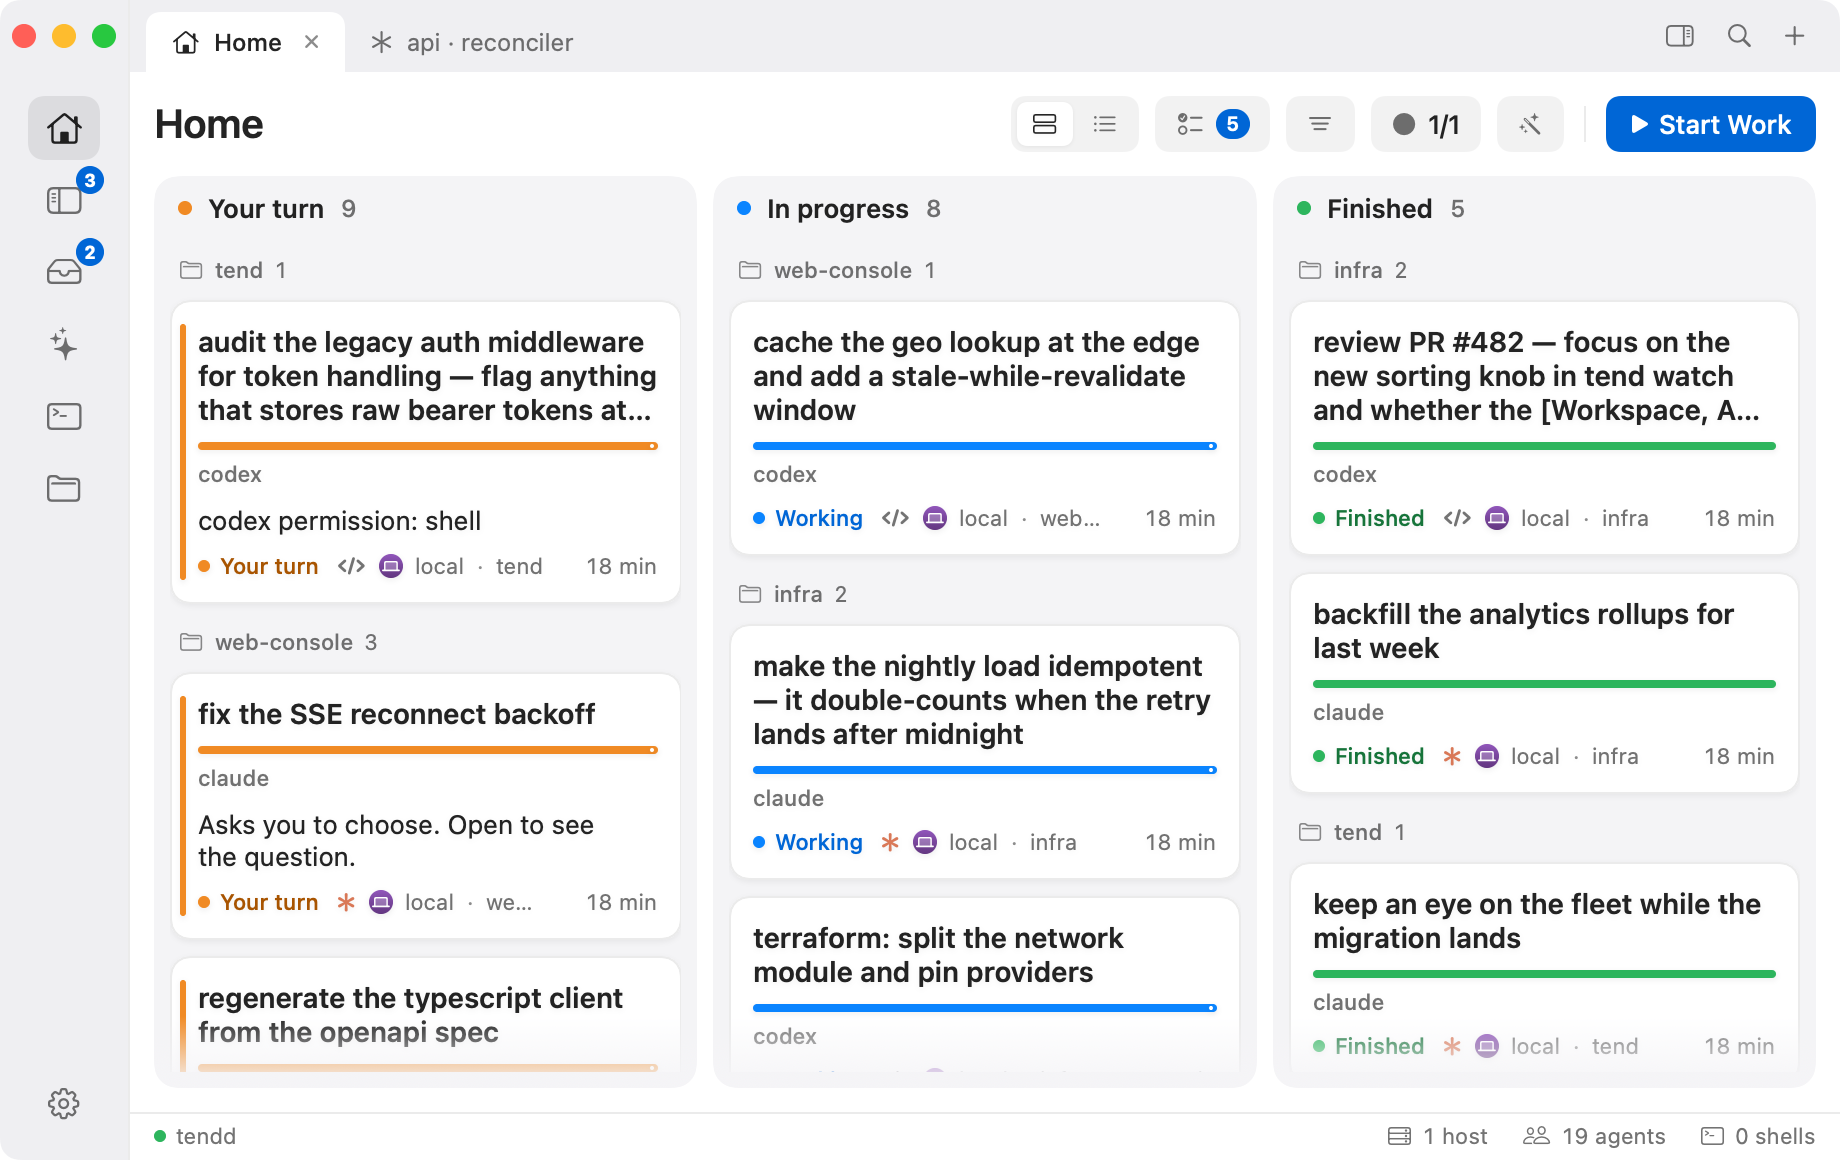 Home
api · reconciler
3
2
Home
5
1/1
Start Work
Your turn 9
tend 1
audit the legacy auth middleware
for token handling — flag anything
that stores raw bearer tokens at...
codex
codex permission: shell
Your turn </> local · tend 18 min
web-console 3
fix the SSE reconnect backoff
claude
Asks you to choose. Open to see
the question.
Your turn local · we... 18 min
regenerate the typescript client
from the openapi spec
In progress 8
web-console 1
cache the geo lookup at the edge
and add a stale-while-revalidate
window
codex
Working </> local · web... 18 min
infra 2
make the nightly load idempotent
— it double-counts when the retry
lands after midnight
claude
Working local · infra 18 min
terraform: split the network
module and pin providers
codex
Finished 5
infra 2
review PR #482 — focus on the
new sorting knob in tend watch
and whether the [Workspace, A...
codex
Finished </> local · infra 18 min
backfill the analytics rollups for
last week
claude
Finished local · infra 18 min
tend 1
keep an eye on the fleet while the
migration lands
claude
Finished local · tend 18 min
tendd
1 host
19 agents
0 shells